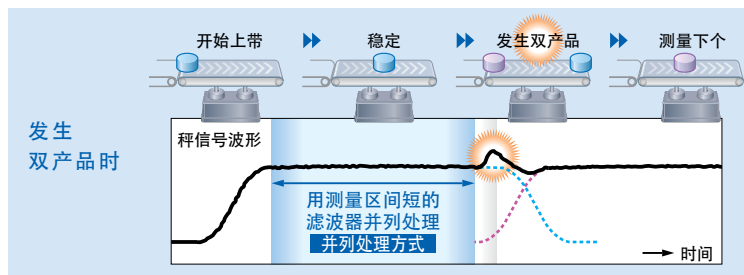 开始上带
稳定
发生双产品
测量下个
发生
双产品时
秤信号波形
用测量区间短的
滤波器并列处理
并列处理方式
时间